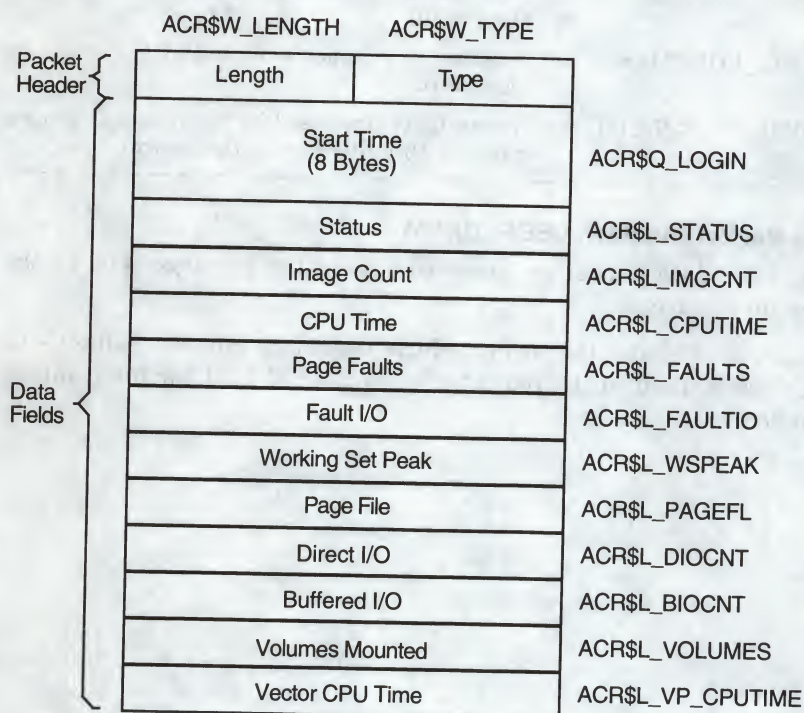 ACR$W_LENGTH ACR$W_TYPE
Packet Header
Length Type
Start Time
(8 Bytes)
ACR$Q_LOGIN
Status ACR$L_STATUS
Image Count ACR$L_IMGCNT
CPU Time ACR$L_CPUTIME
Page Faults ACR$L_FAULTS
Data Fields
Fault I/O ACR$L_FAULTIO
Working Set Peak ACR$L_WSPEAK
Page File ACR$L_PAGEFL
Direct I/O ACR$L_DIOCNT
Buffered I/O ACR$L_BIOCNT
Volumes Mounted ACR$L_VOLUMES
Vector CPU Time ACR$L_VP_CPUTIME